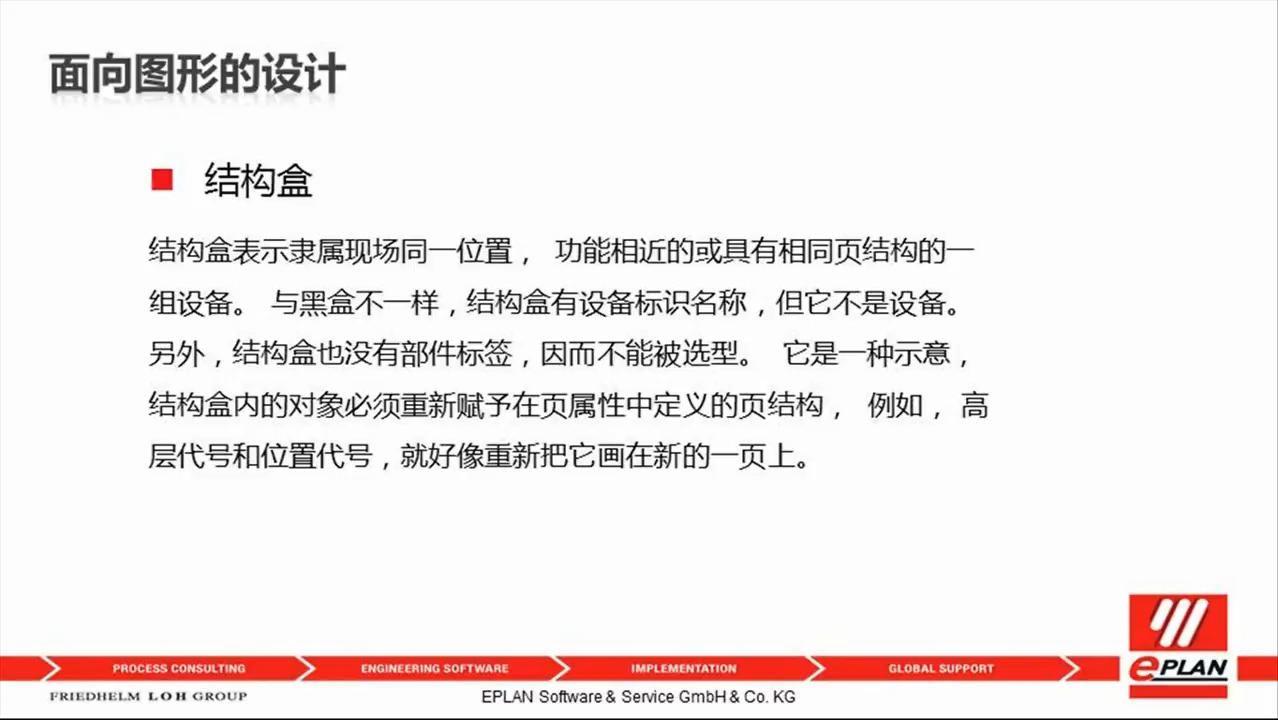 面向图形的设计
结构盒
结构盒表示隶属现场同一位置， 功能相近的或具有相同页结构的一
组设备。 与黑盒不一样，结构盒有设备标识名称，但它不是设备。
另外，结构盒也没有部件标签，因而不能被选型。 它是一种示意，
结构盒内的对象必须重新赋予在页属性中定义的页结构， 例如， 高
层代号和位置代号，就好像重新把它画在新的一页上。
PROCESS CONSULTING ENGINEERING SOFTWARE IMPLEMENTATION GLOBAL SUPPORT
ePLAN
FRIEDHELM LOH GROUP
EPLAN Software & Service GmbH & Co. KG